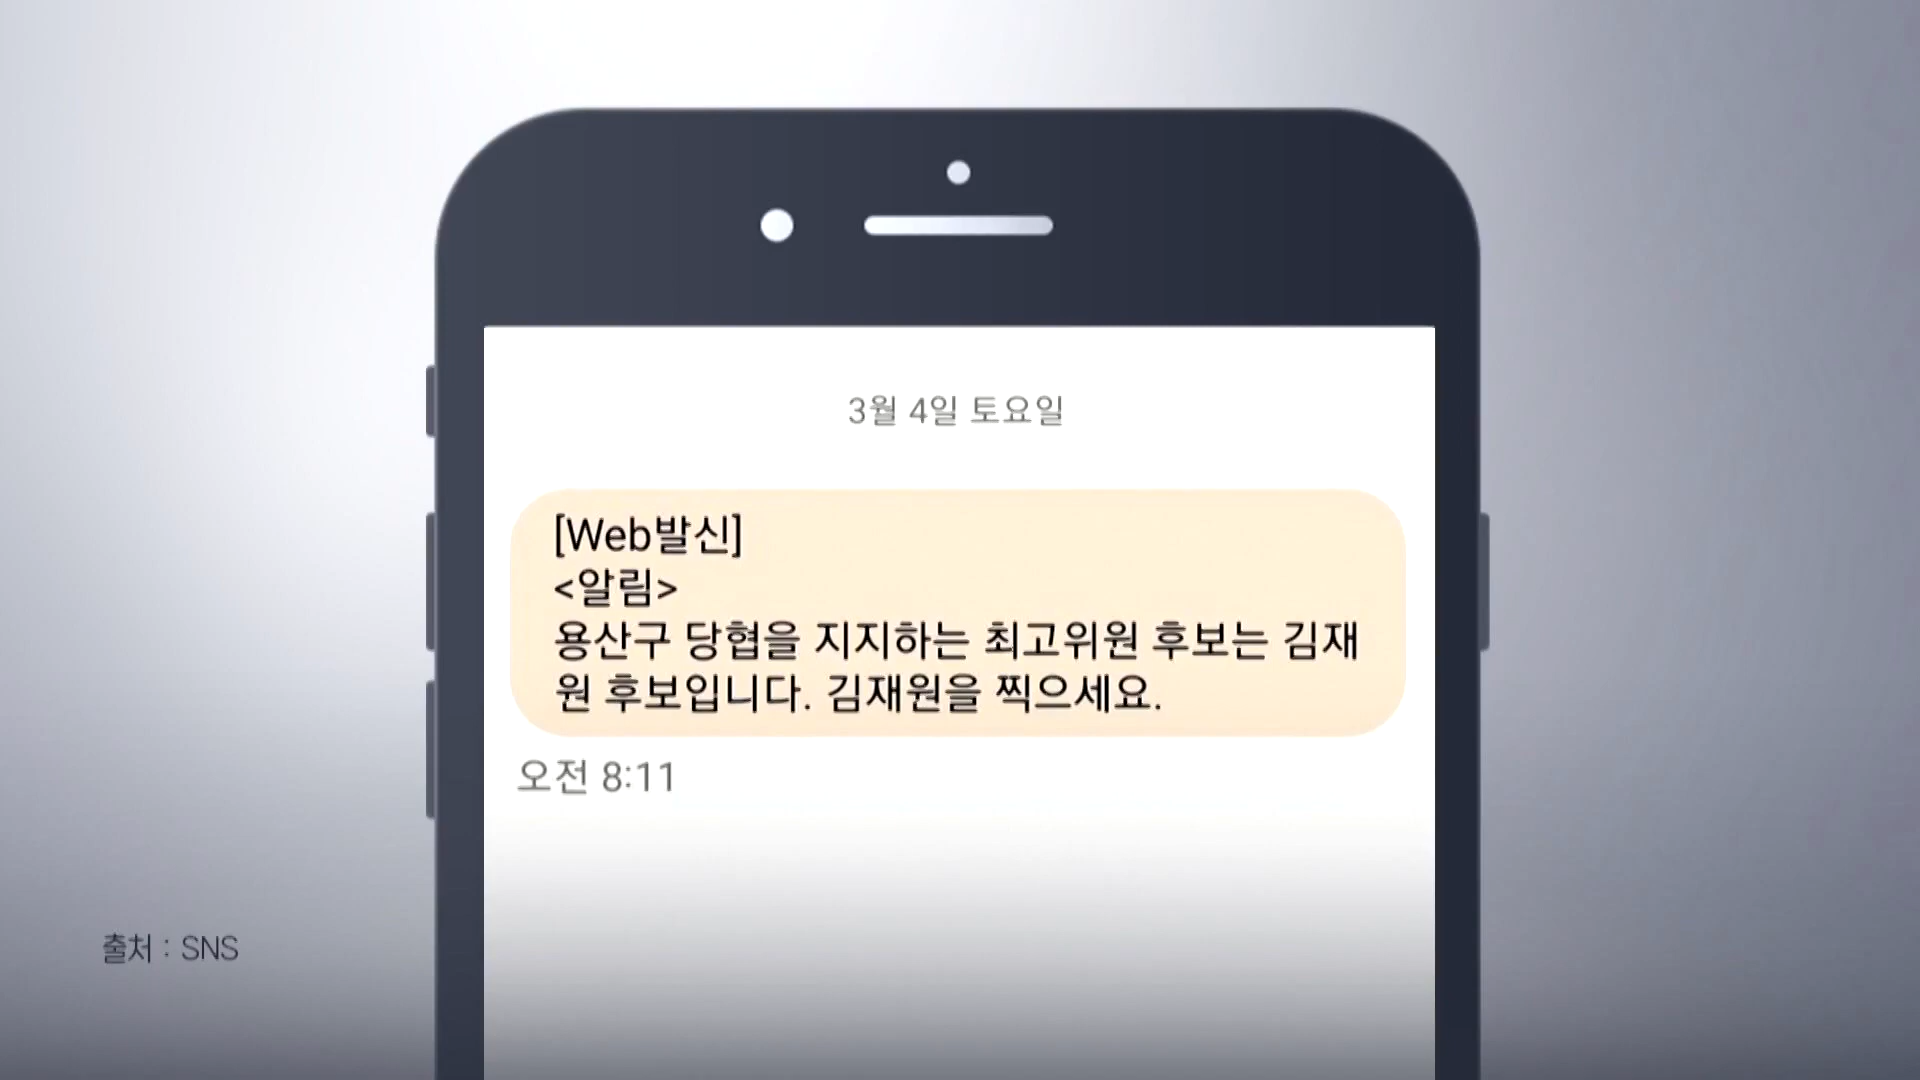 3월 4일 토요일
[Web발신]
<알림>
용산구 당협을 지지하는 최고위원 후보는 김재
원 후보입니다. 김재원을 찍으세요.
오전 8:11
출처 : SNS